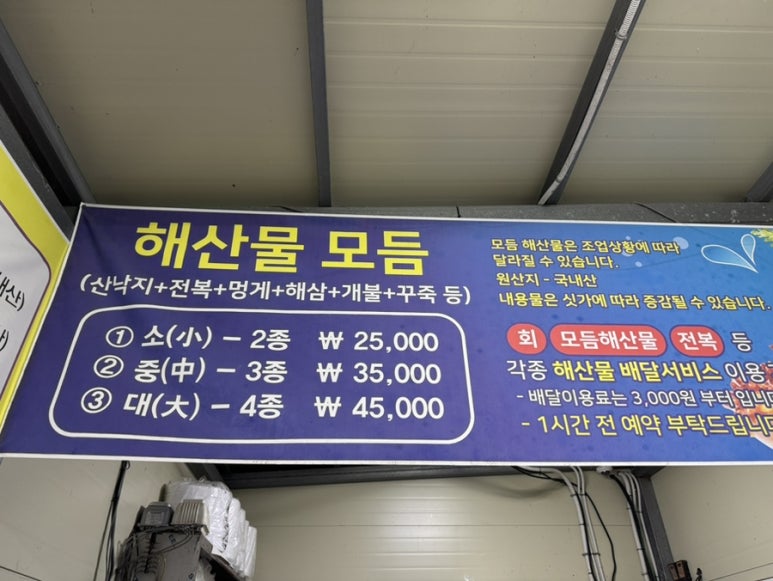 해산물 모듬
(산낙지+전복+멍게+해삼+개불+꾸죽 등)
① 소(小) – 2종 ₩ 25,000
② 중(中) – 3종 ₩ 35,000
③ 대(大) – 4종 ₩ 45,000
모듬 해산물은 조업상황에 따라
달라질 수 있습니다.
원산지 - 국내산
내용물은 싯가에 따라 증감될 수 있습니다.
회 모듬해산물 전복 등
각종 해산물 배달서비스 이용
- 배달이용료는 3,000원 부터 입니다
- 1시간 전 예약 부탁드립니다